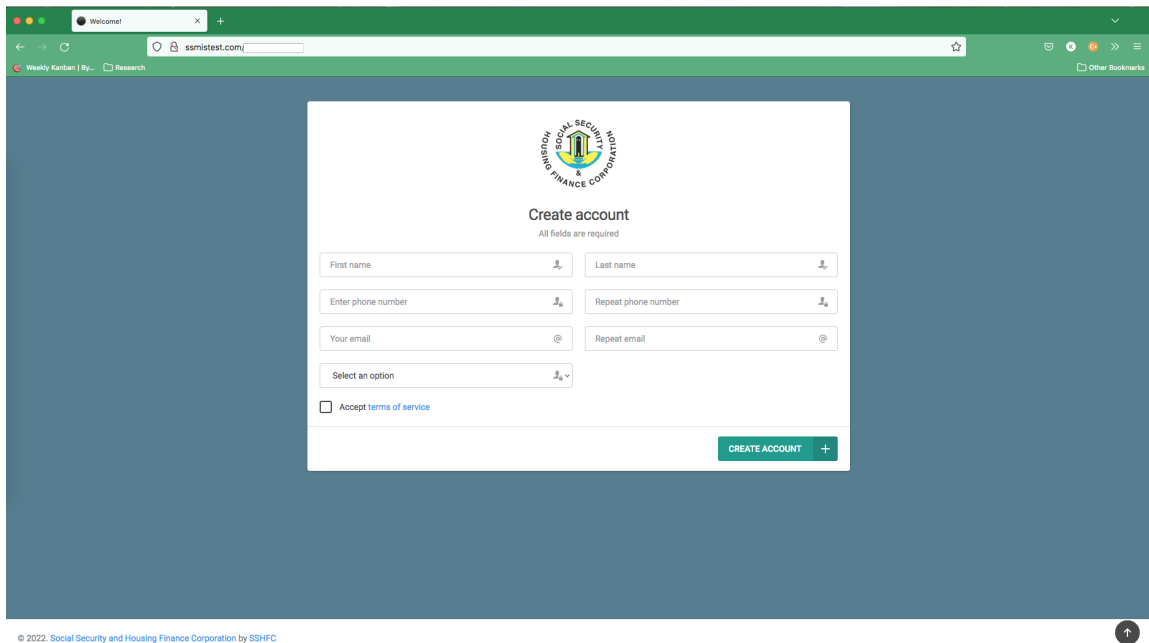 Welcome!
ssmistest.com/
Weekly Kanban | By... Research Other Bookmarks
SOCIAL SECURITY
&
HOUSING FINANCE CORPORATION
Create account
All fields are required
First name Last name
Enter phone number Repeat phone number
Your email @ Repeat email @
Select an option
Accept terms of service
CREATE ACCOUNT +
© 2022. Social Security and Housing Finance Corporation by SSHFC